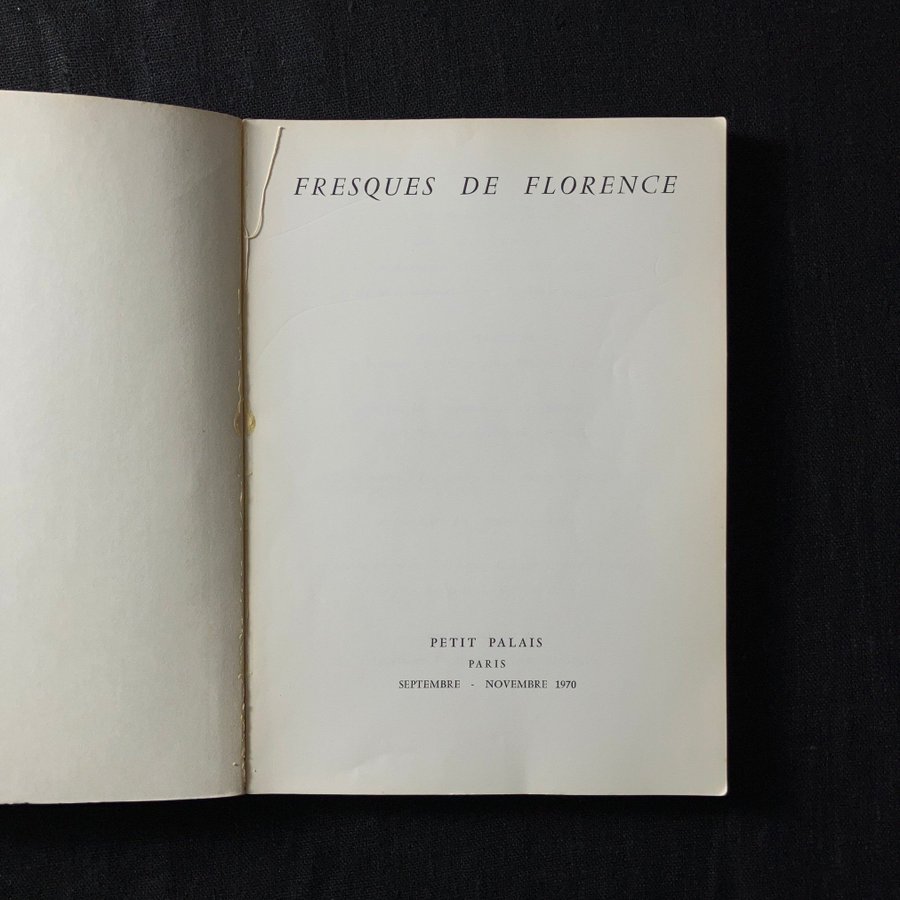 FRESQUES DE FLORENCE
PETIT PALAIS
PARIS
SEPTEMBRE - NOVEMBRE 1970